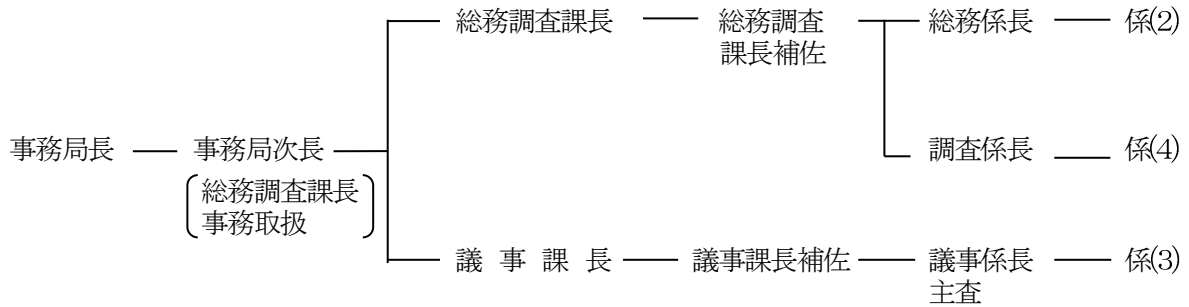 総務調査課長
総務調査
課長補佐
総務係長
係(2)
事務局長
事務局次長
総務調査課長
事務取扱
調査係長
係(4)
議事課長
議事課長補佐
議事係長
主査
係(3)